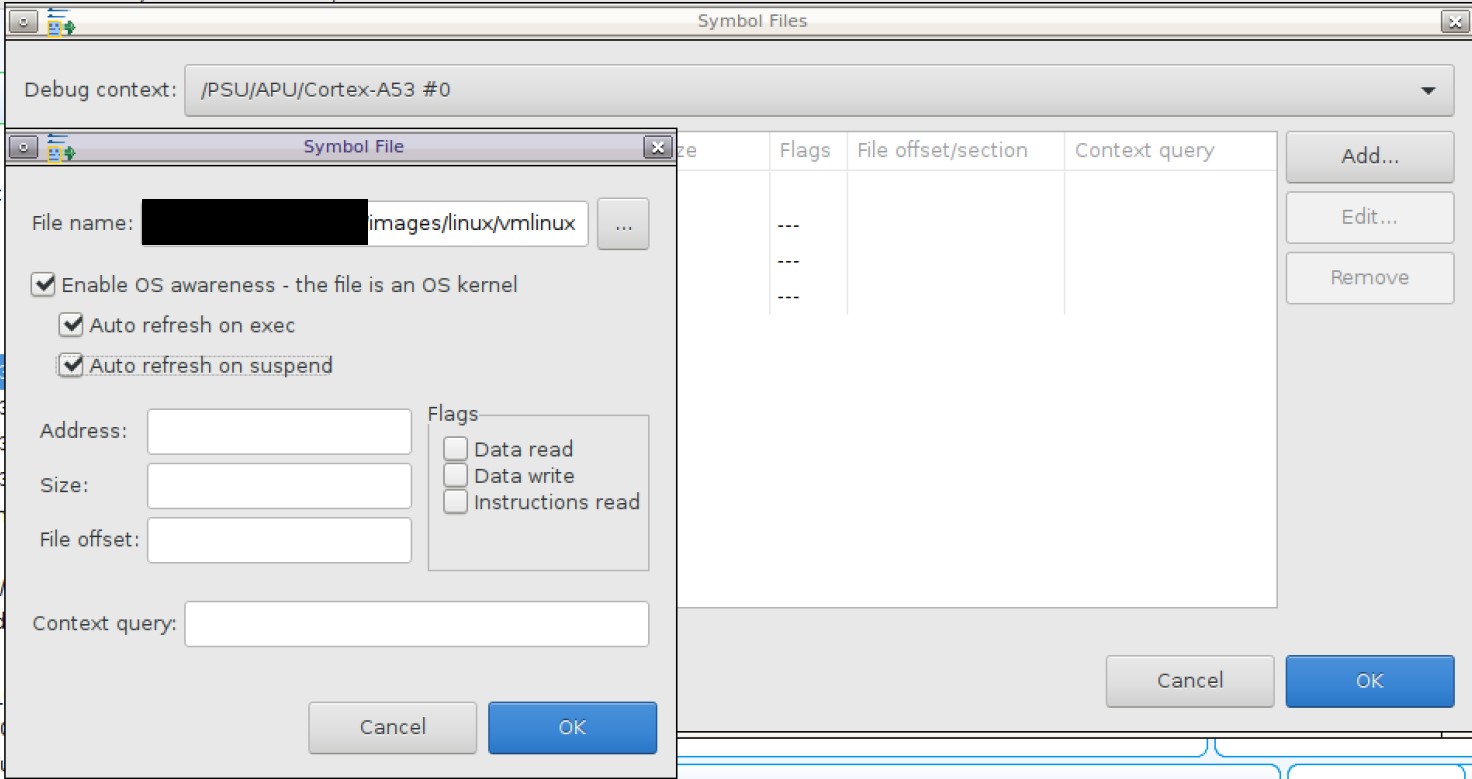 Symbol Files
Debug context: /PSU/APU/Cortex-A53 #0
Symbol File
Flags File offset/section Context query
Add...
Edit...
Remove
---
---
---
File name: /images/linux/vmlinux ...
Enable OS awareness - the file is an OS kernel
Auto refresh on exec
Auto refresh on suspend
Address:
Size:
File offset:
Flags
Data read
Data write
Instructions read
Context query:
Cancel OK
Cancel OK